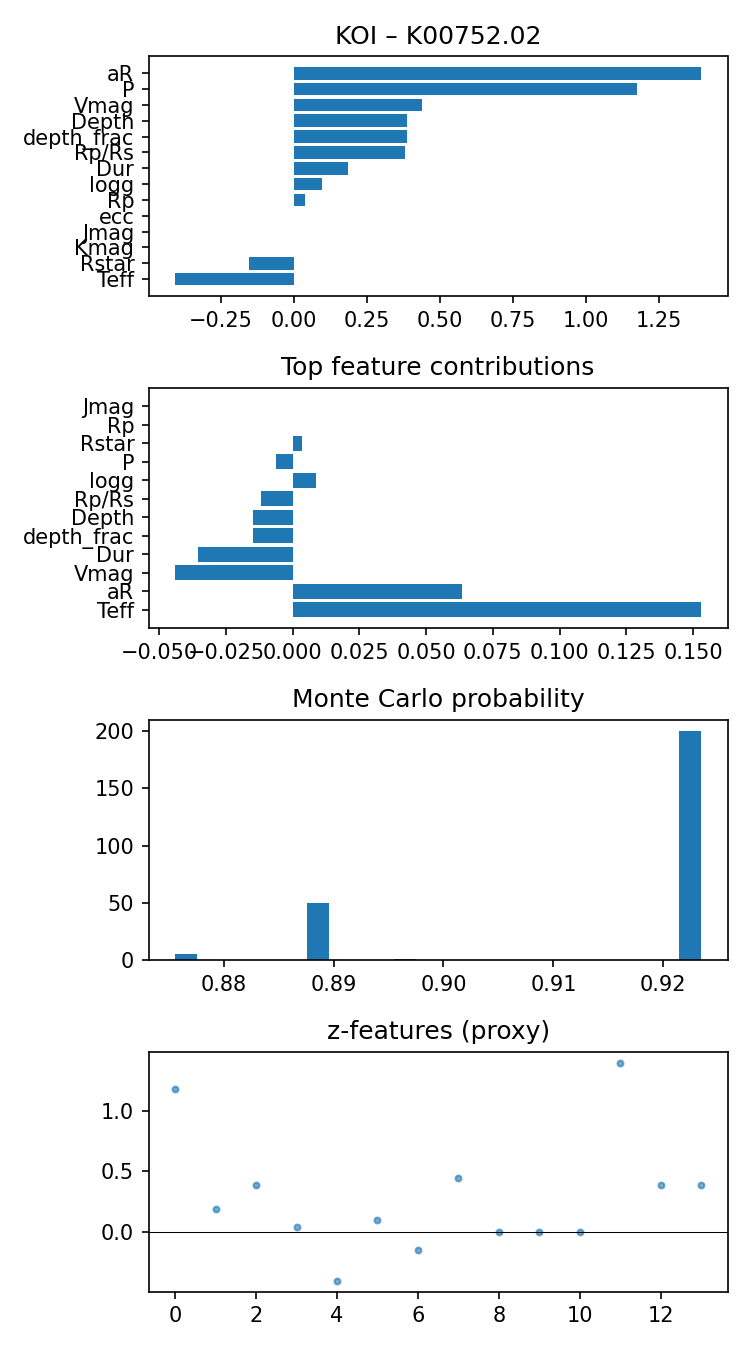 KOI – K00752.02
aR
P
Vmag
Depth
depth_frac
Rp/Rs
Dur
logg
Rp
ecc
Jmag
Kmag
Rstar
Teff
−0.25 0.00 0.25 0.50 0.75 1.00 1.25
Top feature contributions
Jmag
Rp
Rstar
P
logg
Rp/Rs
Depth
depth_frac
Dur
Vmag
aR
Teff
−0.050 −0.025 0.000 0.025 0.050 0.075 0.100 0.125 0.150
Monte Carlo probability
200
150
100
50
0
0.88 0.89 0.90 0.91 0.92
z-features (proxy)
1.0
0.5
0.0
0 2 4 6 8 10 12